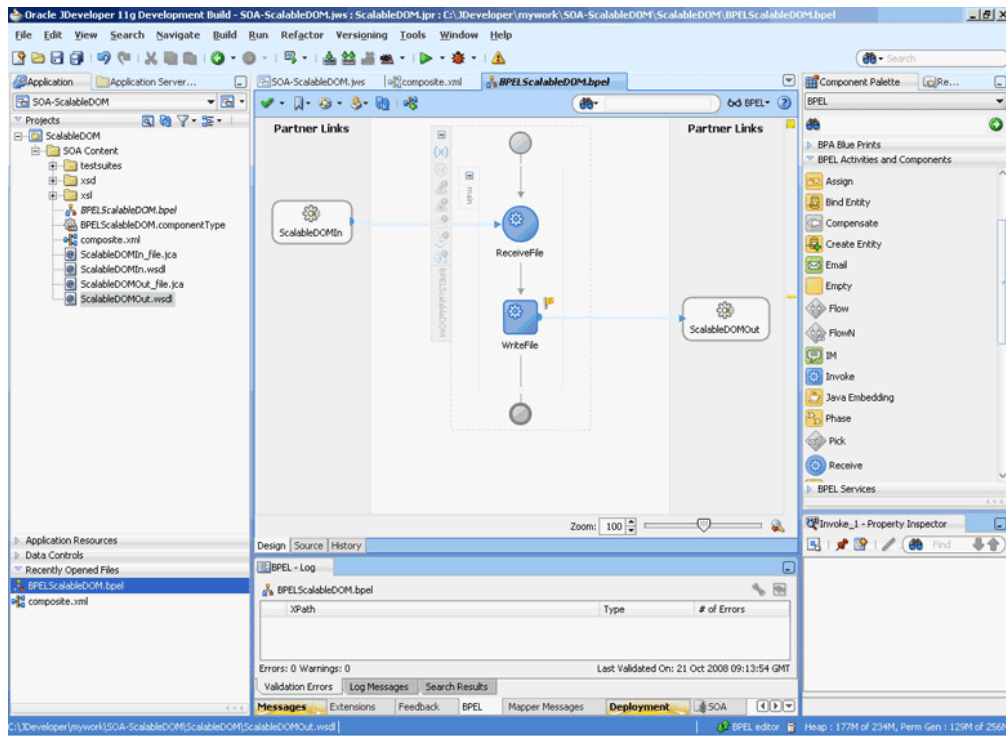 Oracle JDeveloper 11g Development Build - SOA-ScalableDOM.jws : ScalableDOM.jpr : C:\JDeveloper\mywork\SOA-ScalableDOM\ScalableDOM\BPELScalableDOM.bpel
File Edit View Search Navigate Build Run Refactor Versioning Tools Window Help
Search
Application Application Server...
SOA-ScalableDOM
Projects
ScalableDOM
SOA Content
testsuites
xsd
xsl
BPELScalableDOM.bpel
BPELScalableDOM.componentType
composite.xml
ScalableDOMIn_file.jca
ScalableDOMIn.wsdl
ScalableDOMOut_file.jca
ScalableDOMOut.wsdl
Application Resources
Data Controls
Recently Opened Files
BPELScalableDOM.bpel
composite.xml
SOA-ScalableDOM.jws composite.xml BPELScalableDOM.bpel
BPEL
Partner Links
Partner Links
(x)
main
ScalableDOMIn
ReceiveFile
BPELScalableDOM
ScalableDOMOut
WriteFile
Zoom: 100
Design Source History
BPEL - Log
BPELScalableDOM.bpel
XPath Type # of Errors
Errors: 0 Warnings: 0 Last Validated On: 21 Oct 2008 09:13:54 GMT
Validation Errors Log Messages Search Results
Messages Extensions Feedback BPEL Mapper Messages Deployment SOA
Component Palette Re...
BPEL
BPA Blue Prints
BPEL Activities and Components
Assign
Bind Entity
Compensate
Create Entity
Email
Empty
Flow
FlowN
IM
Invoke
Java Embedding
Phase
Pick
Receive
BPEL Services
Invoke_1 - Property Inspector
Find
C:\JDeveloper\mywork\SOA-ScalableDOM\ScalableDOM\ScalableDOMOut.wsdl BPEL editor Heap : 177M of 234M, Perm Gen : 129M of 256M